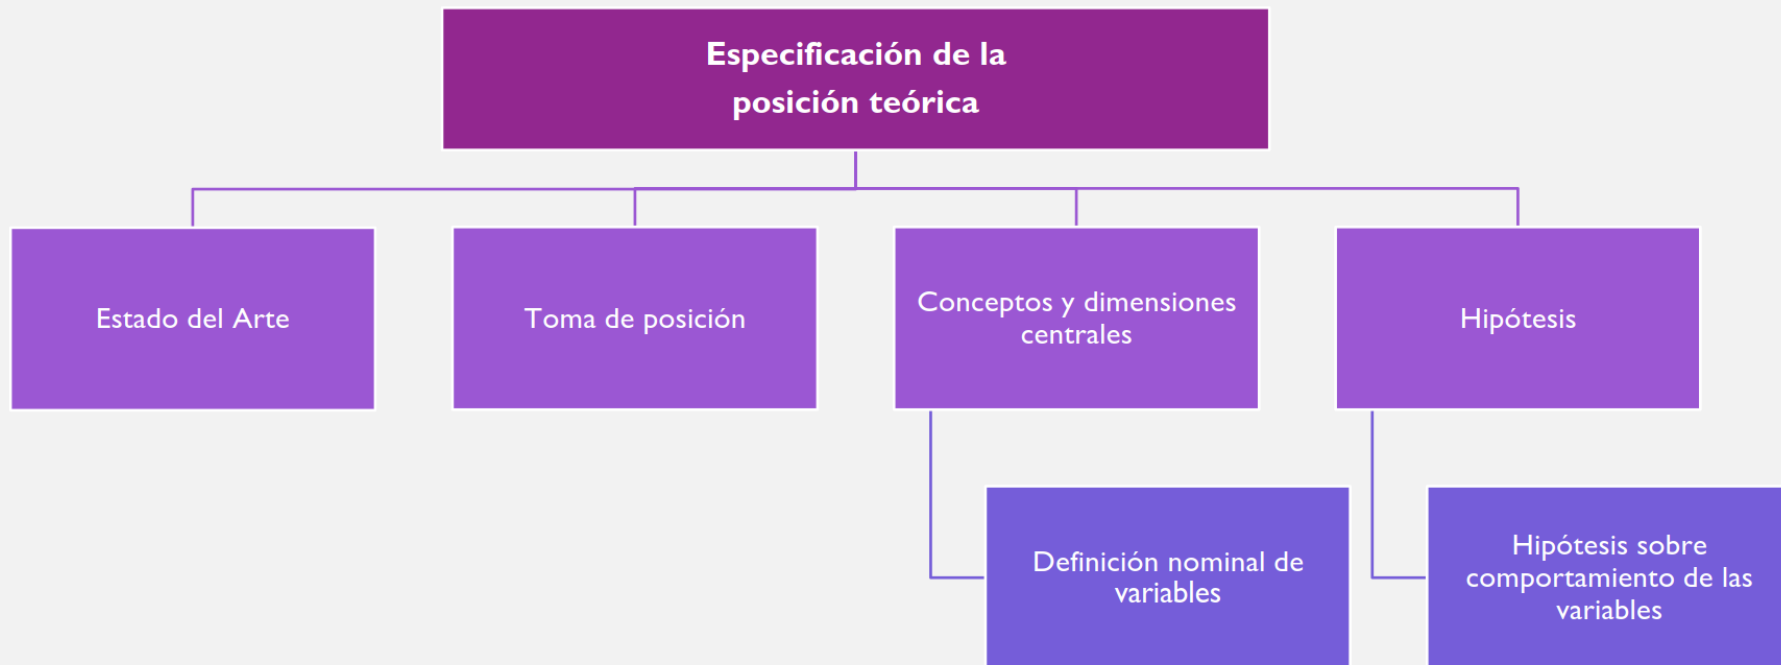 Especificación de la
posición teórica
Estado del Arte
Toma de posición
Conceptos y dimensiones
centrales
Hipótesis
Definición nominal de
variables
Hipótesis sobre
comportamiento de las
variables